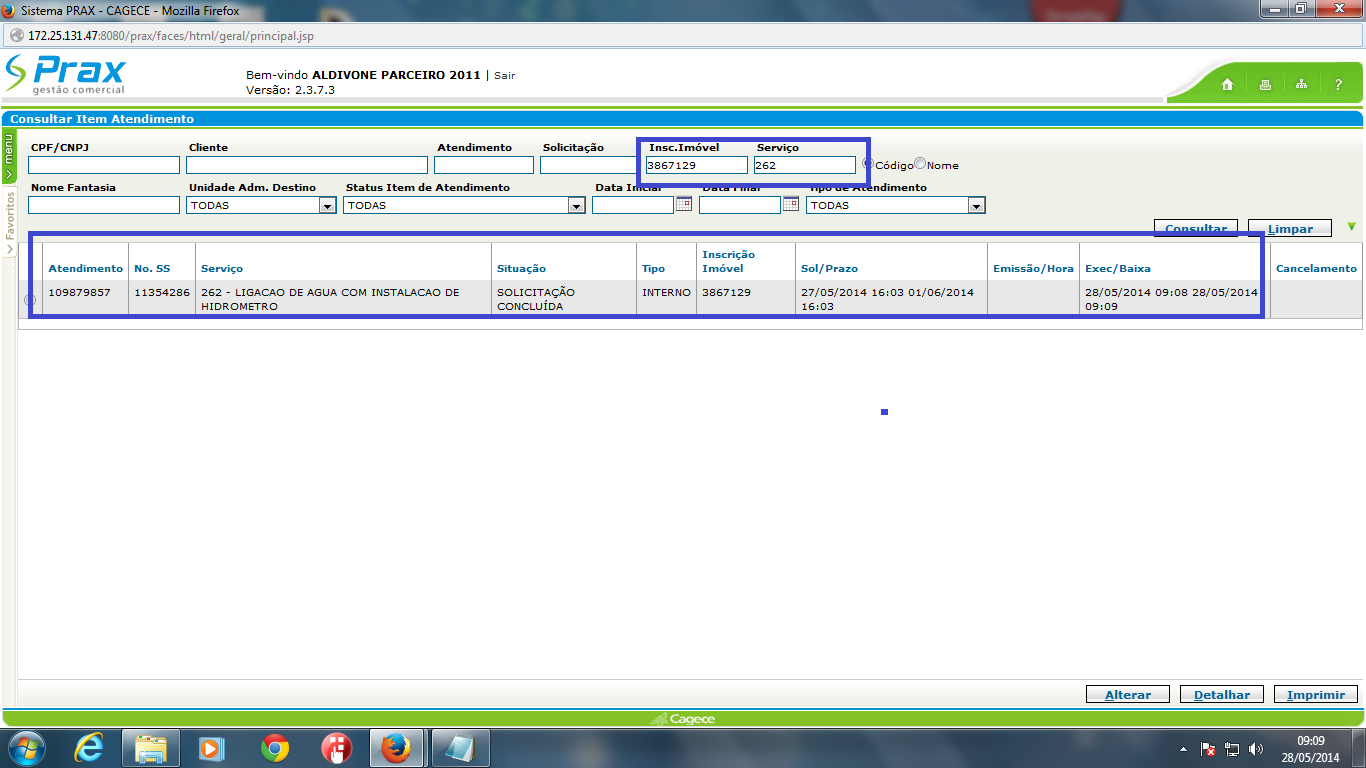 Sistema PRAX - CAGECE - Mozilla Firefox
172.25.131.47:8080/prax/faces/html/geral/principal.jsp
Prax
gestão comercial
Bem-vindo ALDIVONE PARCEIRO 2011 | Sair
Versão: 2.3.7.3
?
Consultar Item Atendimento
menu
Favoritos
CPF/CNPJ Cliente Atendimento Solicitação Insc.Imóvel Serviço
3867129 262 Código Nome
Nome Fantasia Unidade Adm. Destino Status Item de Atendimento Data Inicial Data Final Tipo de Atendimento
TODAS TODAS TODAS
Consultar Limpar
Atendimento No. SS Serviço Situação Tipo Inscrição Imóvel Sol/Prazo Emissão/Hora Exec/Baixa Cancelamento
109879857 11354286 262 - LIGACAO DE AGUA COM INSTALACAO DE SOLICITAÇÃO INTERNO 3867129 27/05/2014 16:03 01/06/2014 28/05/2014 09:08 28/05/2014
HIDROMETRO CONCLUÍDA 16:03 09:09
Alterar Detalhar Imprimir
Cagece
09:09
28/05/2014